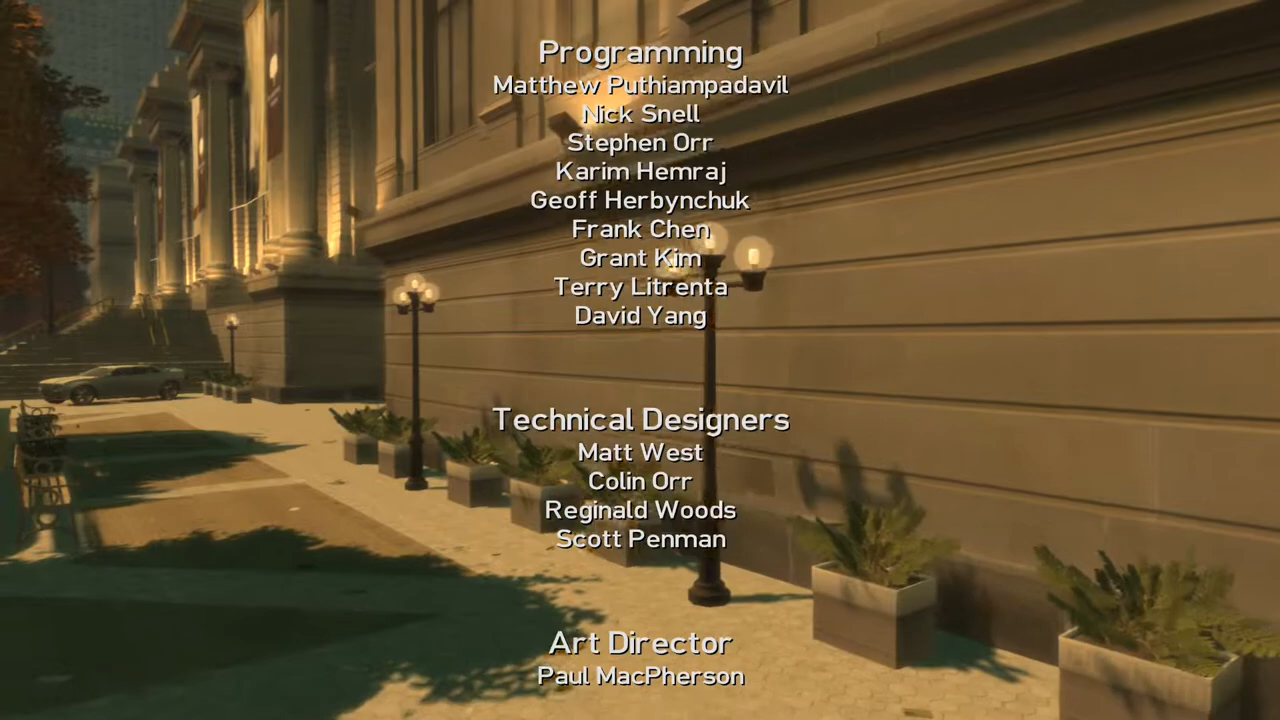 Programming
Matthew Puthiampadavil
Nick Snell
Stephen Orr
Karim Hemraj
Geoff Herbynchuk
Frank Chen
Grant Kim
Terry Litrenta
David Yang
Technical Designers
Matt West
Colin Orr
Reginald Woods
Scott Penman
Art Director
Paul MacPherson